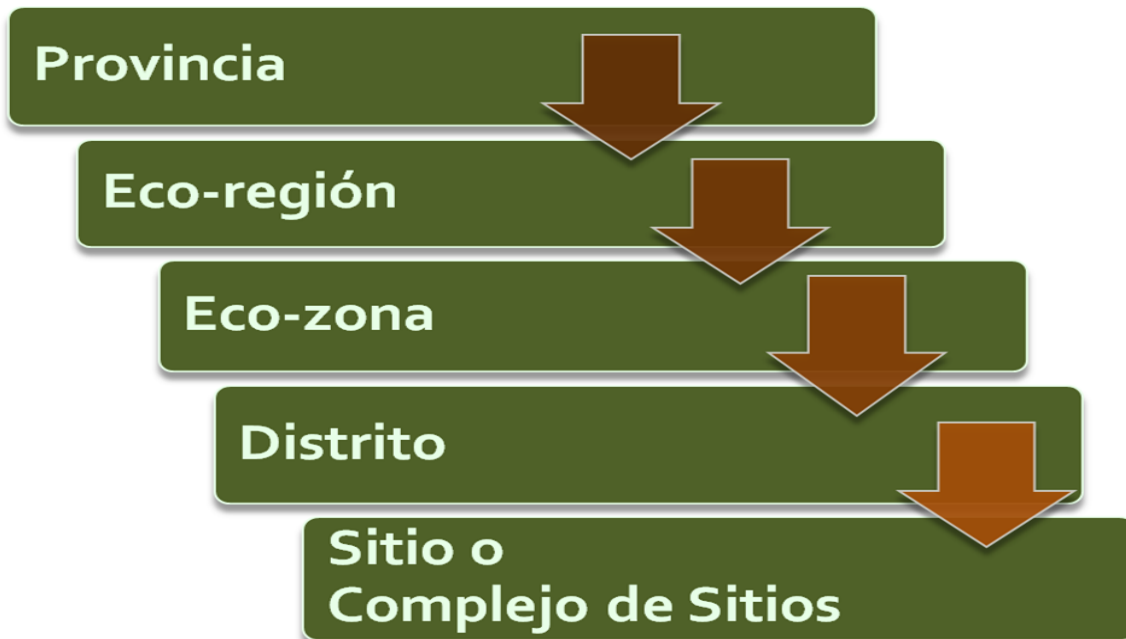 Provincia
Eco-región
Eco-zona
Distrito
Sitio o
Complejo de Sitios